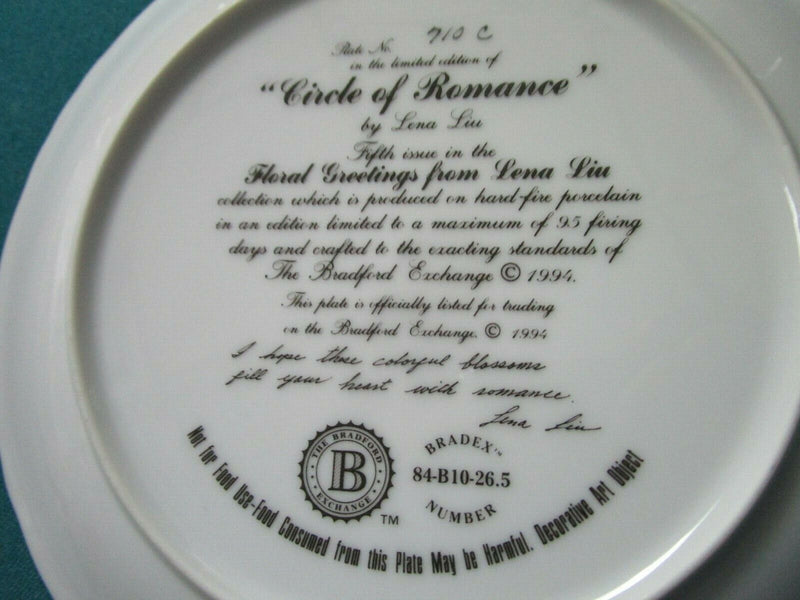 Plate No. 710 C
in the limited edition of
"Circle of Romance"
by Lena Liu
Fifth issue in the
Floral Greetings from Lena Liu
collection which is produced on hard-fire porcelain
in an edition limited to a maximum of 95 firing
days and crafted to the exacting standards of
The Bradford Exchange © 1994.
This plate is officially listed for trading
on the Bradford Exchange. © 1994
I hope these colorful blossoms
fill your heart with romance.
Lena Liu
THE BRADFORD
B
EXCHANGE
TM
BRADEX™
84-B10-26.5
NUMBER
Not for Food Use-Food Consumed from this Plate May be Harmful. Decorative Art Object